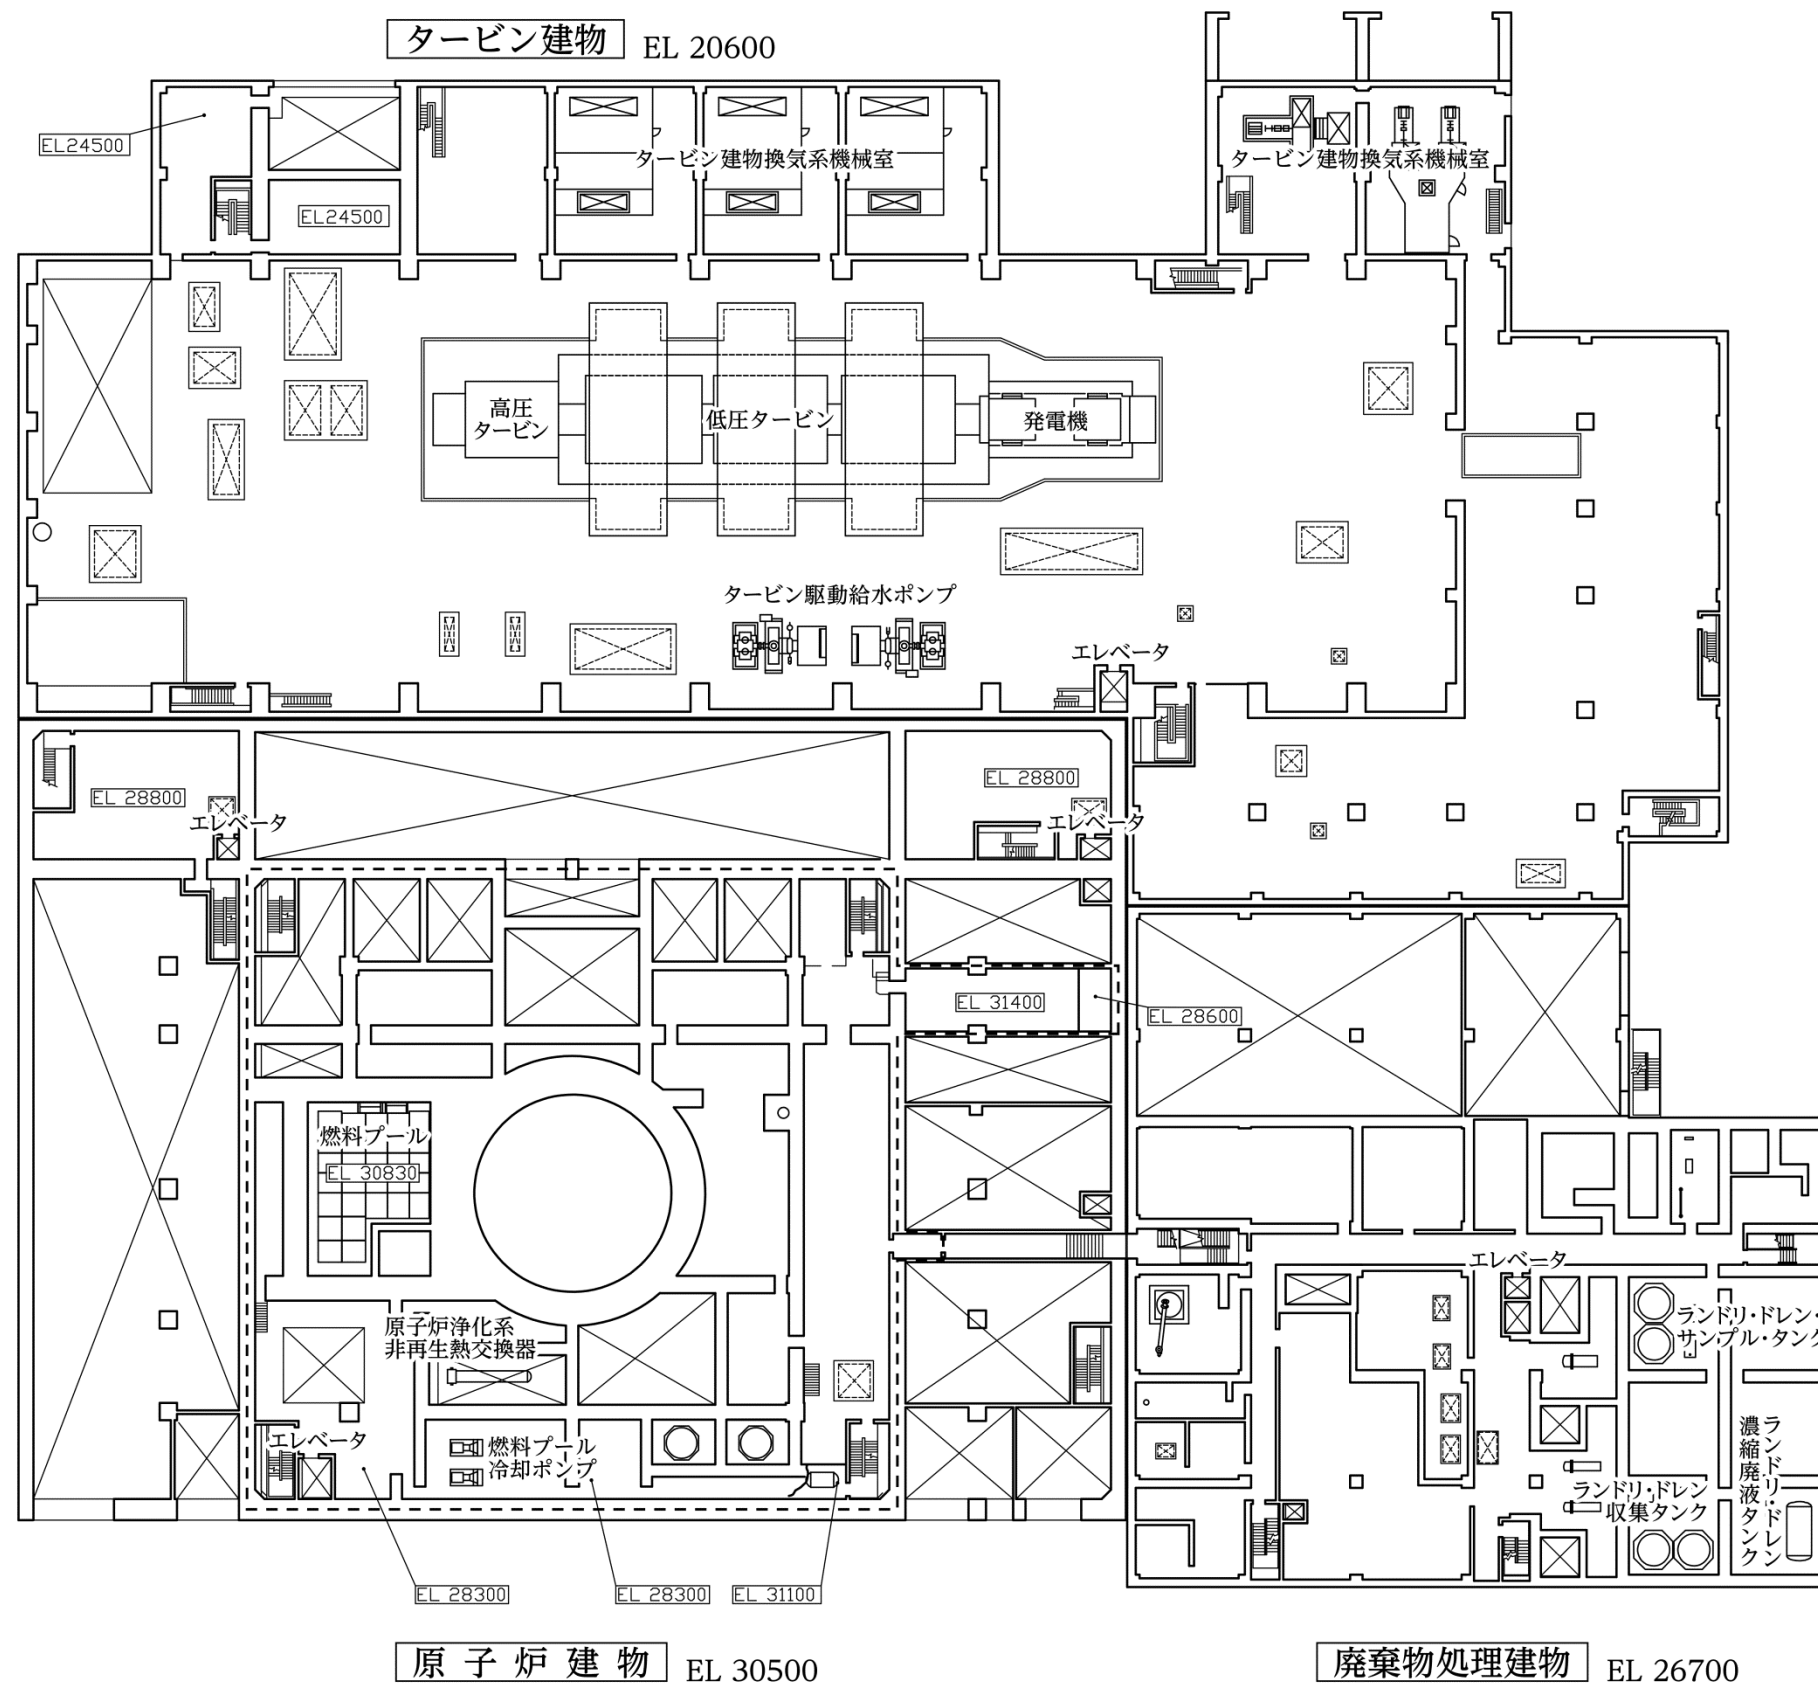 タービン建物 EL 20600
EL24500
EL24500
タービン建物換気系機械室
タービン建物換気系機械室
高圧
タービン
低圧タービン
発電機
タービン駆動給水ポンプ
エレベータ
EL 28800
エレベータ
EL 28800
エレベータ
EL 31400
EL 28600
燃料プール
EL 30830
原子炉浄化系
非再生熱交換器
エレベータ
燃料プール
冷却ポンプ
エレベータ
ランドリ・ドレン・
サンプル・タンク
ランドリ・ドレン
収集タンク
ランドリ・ドレン
濃縮廃液タンク
EL 28300
EL 28300
EL 31100
原子炉建物 EL 30500
廃棄物処理建物 EL 26700